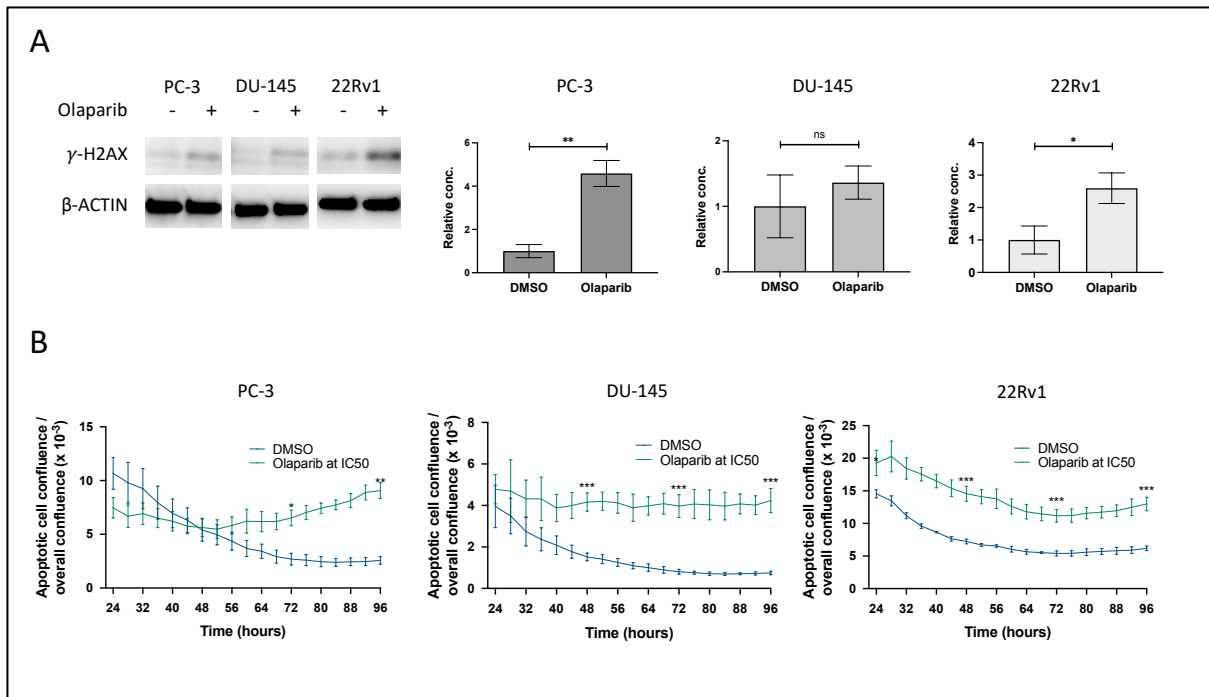 A
PC-3 DU-145 22Rv1
Olaparib - + - + - +
γ-H2AX
β-ACTIN
PC-3
Relative conc.
6
4
2
0
**
DMSO Olaparib
DU-145
Relative conc.
2
1
0
ns
DMSO Olaparib
22Rv1
Relative conc.
4
3
2
1
0
*
DMSO Olaparib
B
PC-3
Apoptotic cell confluence /
overall confluence (x 10⁻³)
15
10
5
0
DMSO
Olaparib at IC50
* **
24 32 40 48 56 64 72 80 88 96
Time (hours)
DU-145
Apoptotic cell confluence /
overall confluence (x 10⁻³)
8
6
4
2
0
DMSO
Olaparib at IC50
*** *** ***
24 32 40 48 56 64 72 80 88 96
Time (hours)
22Rv1
Apoptotic cell confluence /
overall confluence (x 10⁻³)
25
20
15
10
5
0
DMSO
Olaparib at IC50
* *** *** ***
24 32 40 48 56 64 72 80 88 96
Time (hours)